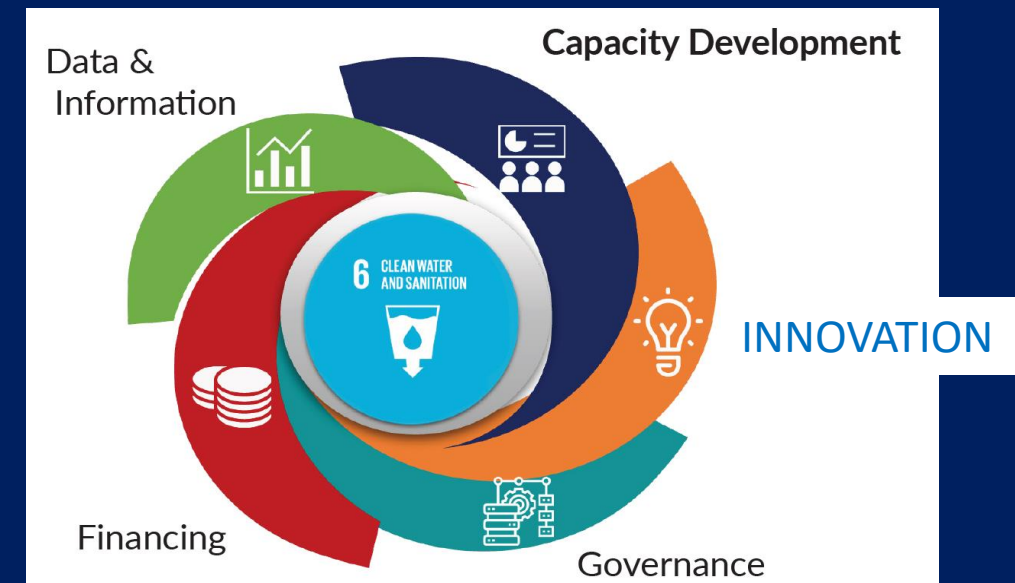 Capacity Development
Data &
Information
6 CLEAN WATER
AND SANITATION
INNOVATION
Financing
Governance